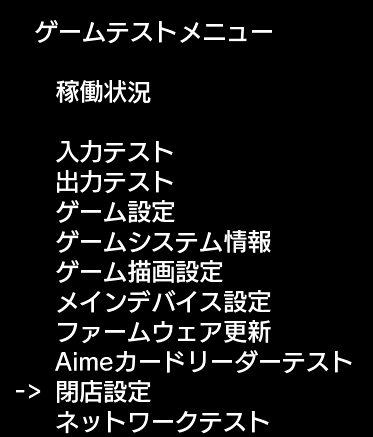 ゲームテストメニュー
稼働状況
入力テスト
出力テスト
ゲーム設定
ゲームシステム情報
ゲーム描画設定
メインデバイス設定
ファームウェア更新
Aimeカードリーダーテスト
-> 閉店設定
ネットワークテスト